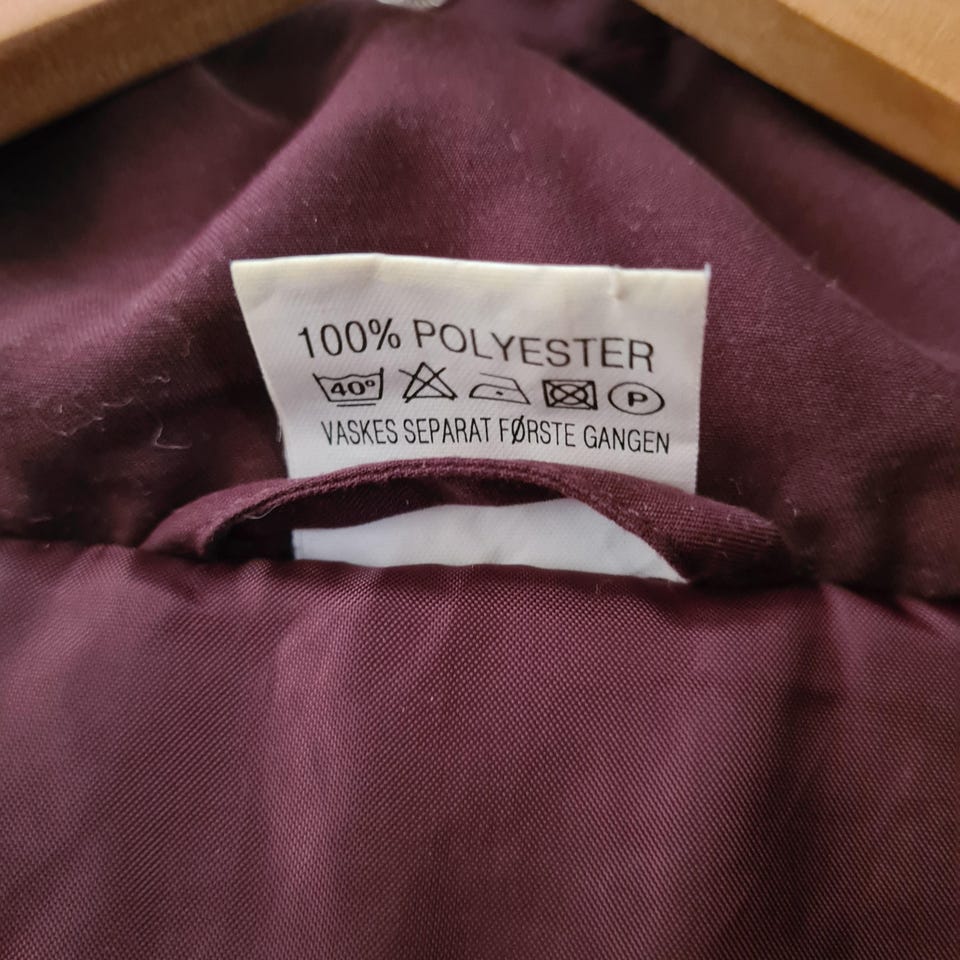 100% POLYESTER
40° P
VASKES SEPARAT FØRSTE GANGEN